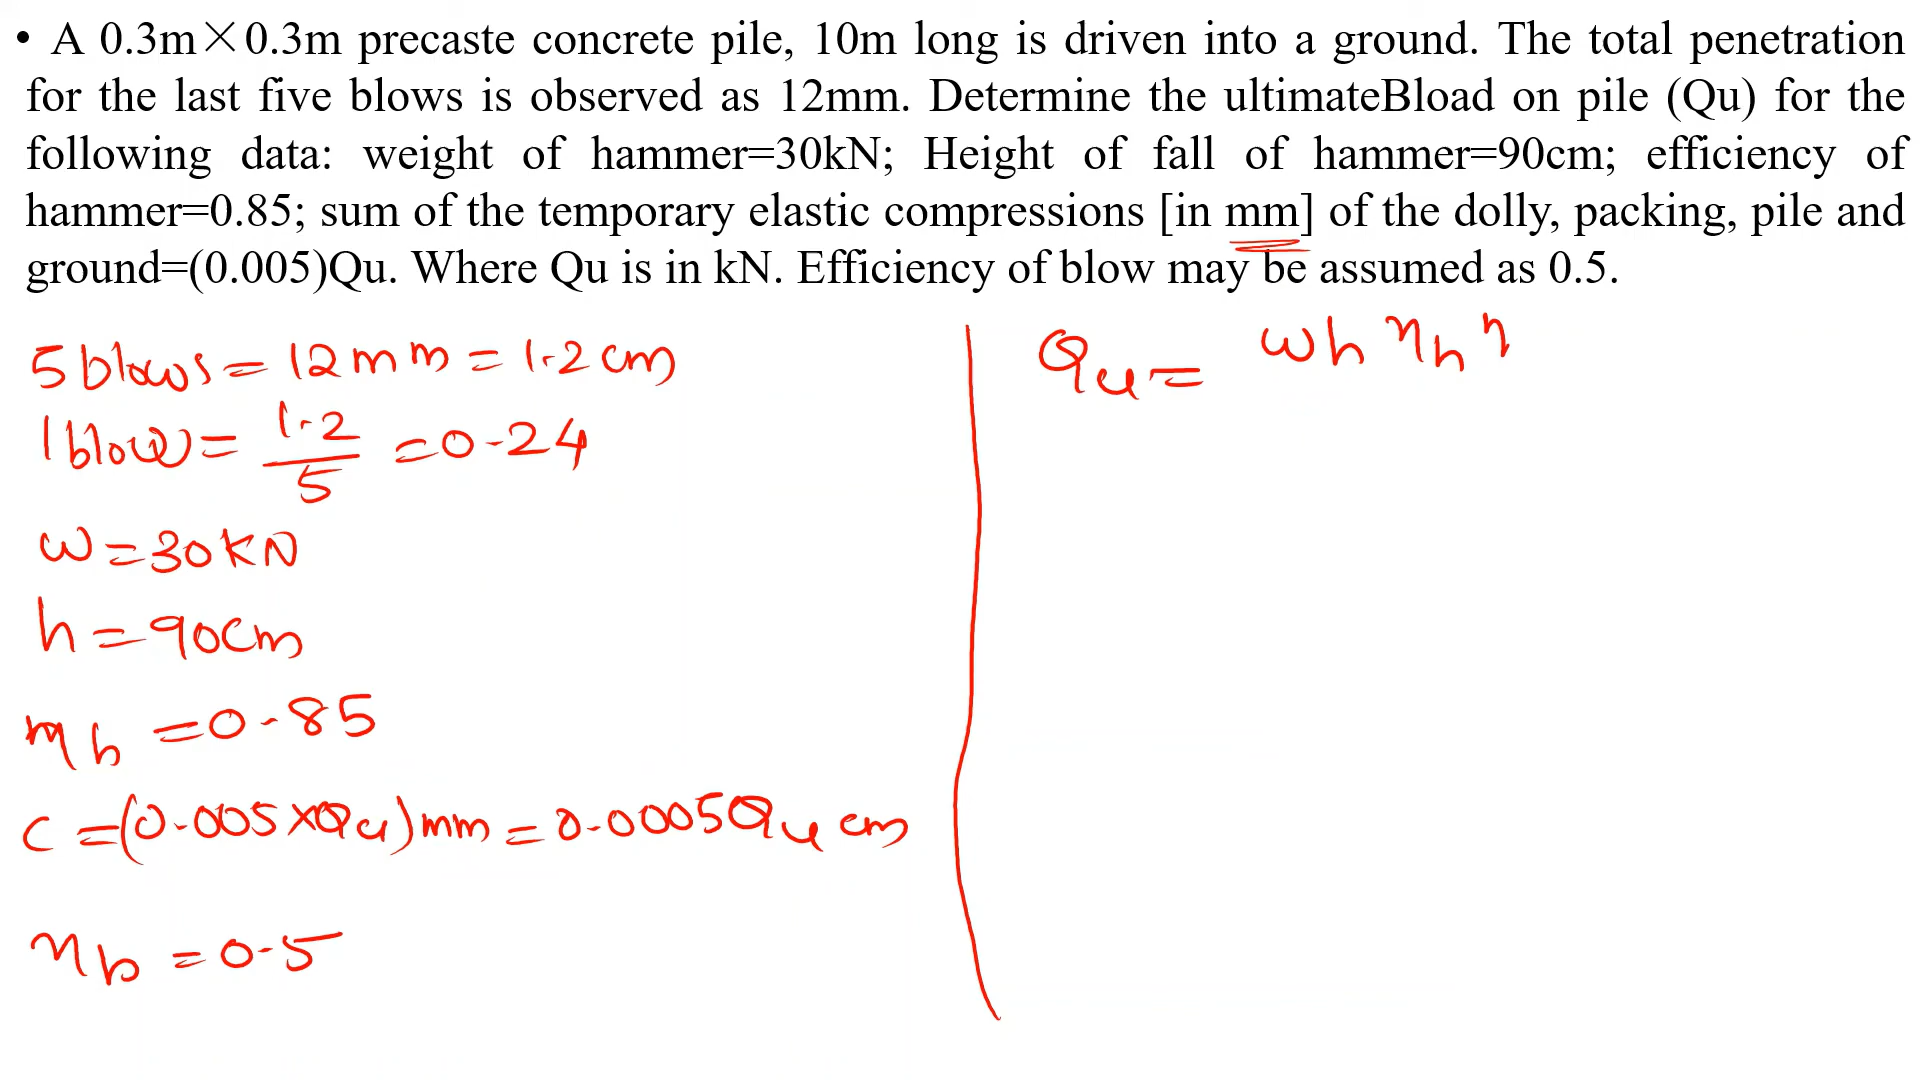 • A 0.3m×0.3m precaste concrete pile, 10m long is driven into a ground. The total penetration
for the last five blows is observed as 12mm. Determine the ultimateBload on pile (Qu) for the
following data: weight of hammer=30kN; Height of fall of hammer=90cm; efficiency of
hammer=0.85; sum of the temporary elastic compressions [in mm] of the dolly, packing, pile and
ground=(0.005)Qu. Where Qu is in kN. Efficiency of blow may be assumed as 0.5.
5 blows = 12mm = 1.2 cm
1 blow = 1.2/5 = 0.24
w = 30KN
h = 90cm
ηh = 0.85
C = (0.005×Qu)mm = 0.0005Qu cm
ηb = 0.5
Qu = wh ηh η